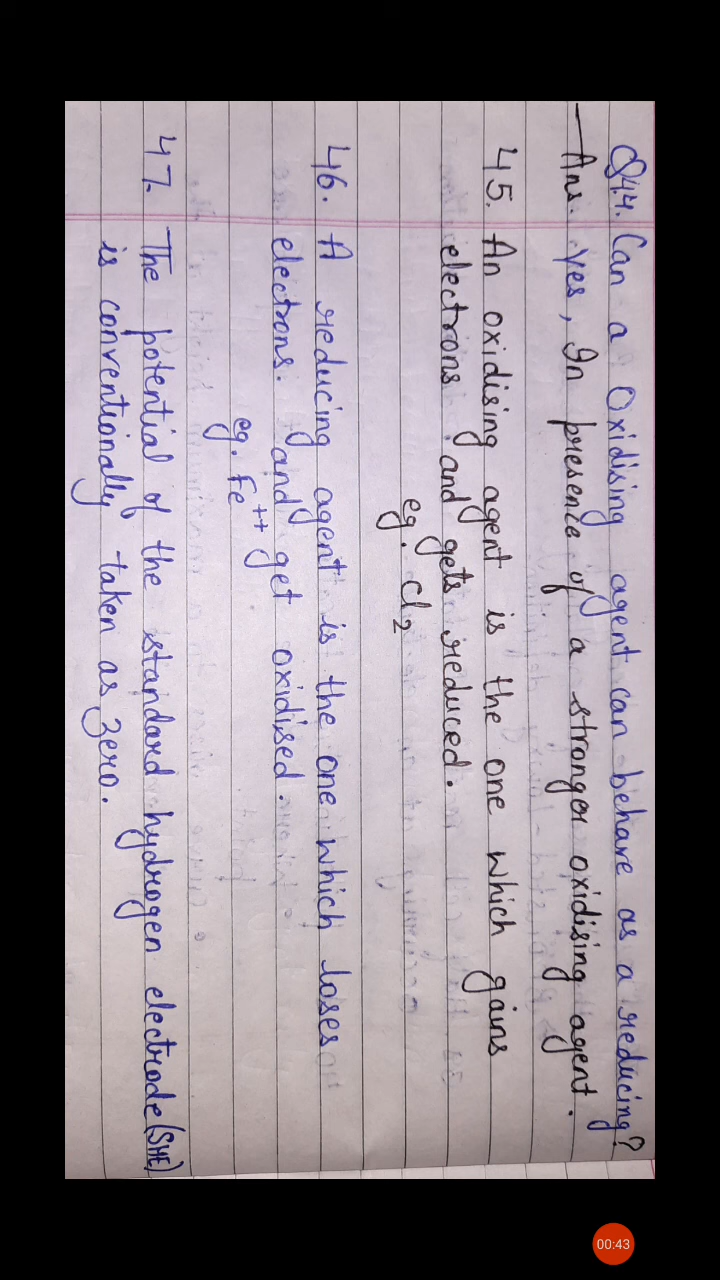 Q44. Can a Oxidising agent can behave as a reducing?
Ans. Yes, In presence of a stronger oxidising agent.
45. An oxidising agent is the one which gains
electrons and gets reduced.
eg. Cl₂
46. A reducing agent is the one which loses
electrons. and get oxidised.
eg. Fe⁺⁺
47. The potential of the standard hydrogen electrode (SHE)
is conventionally taken as zero.
00:43